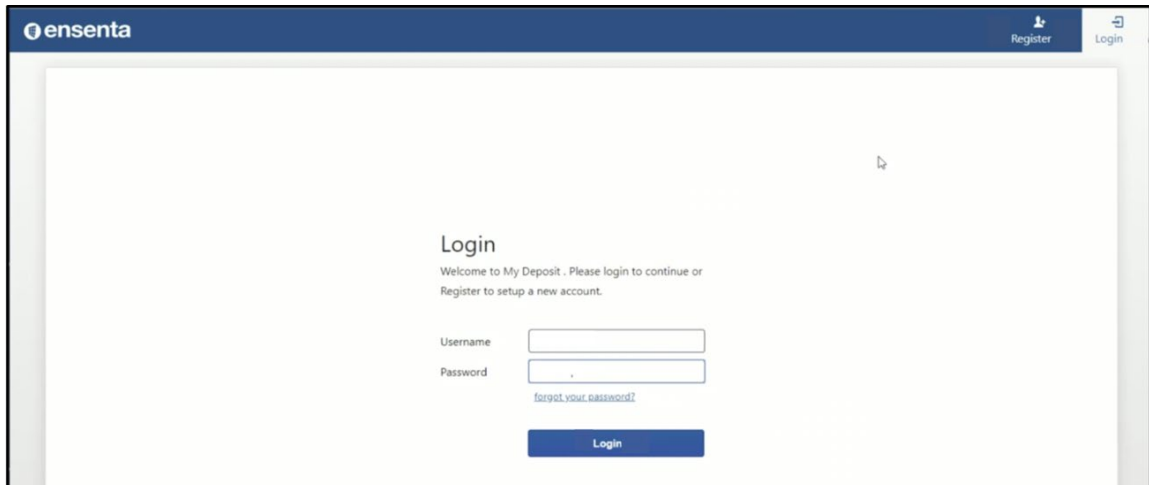 ensenta
Register
Login
Login
Welcome to My Deposit . Please login to continue or
Register to setup a new account.
Username
Password
forgot your password?
Login